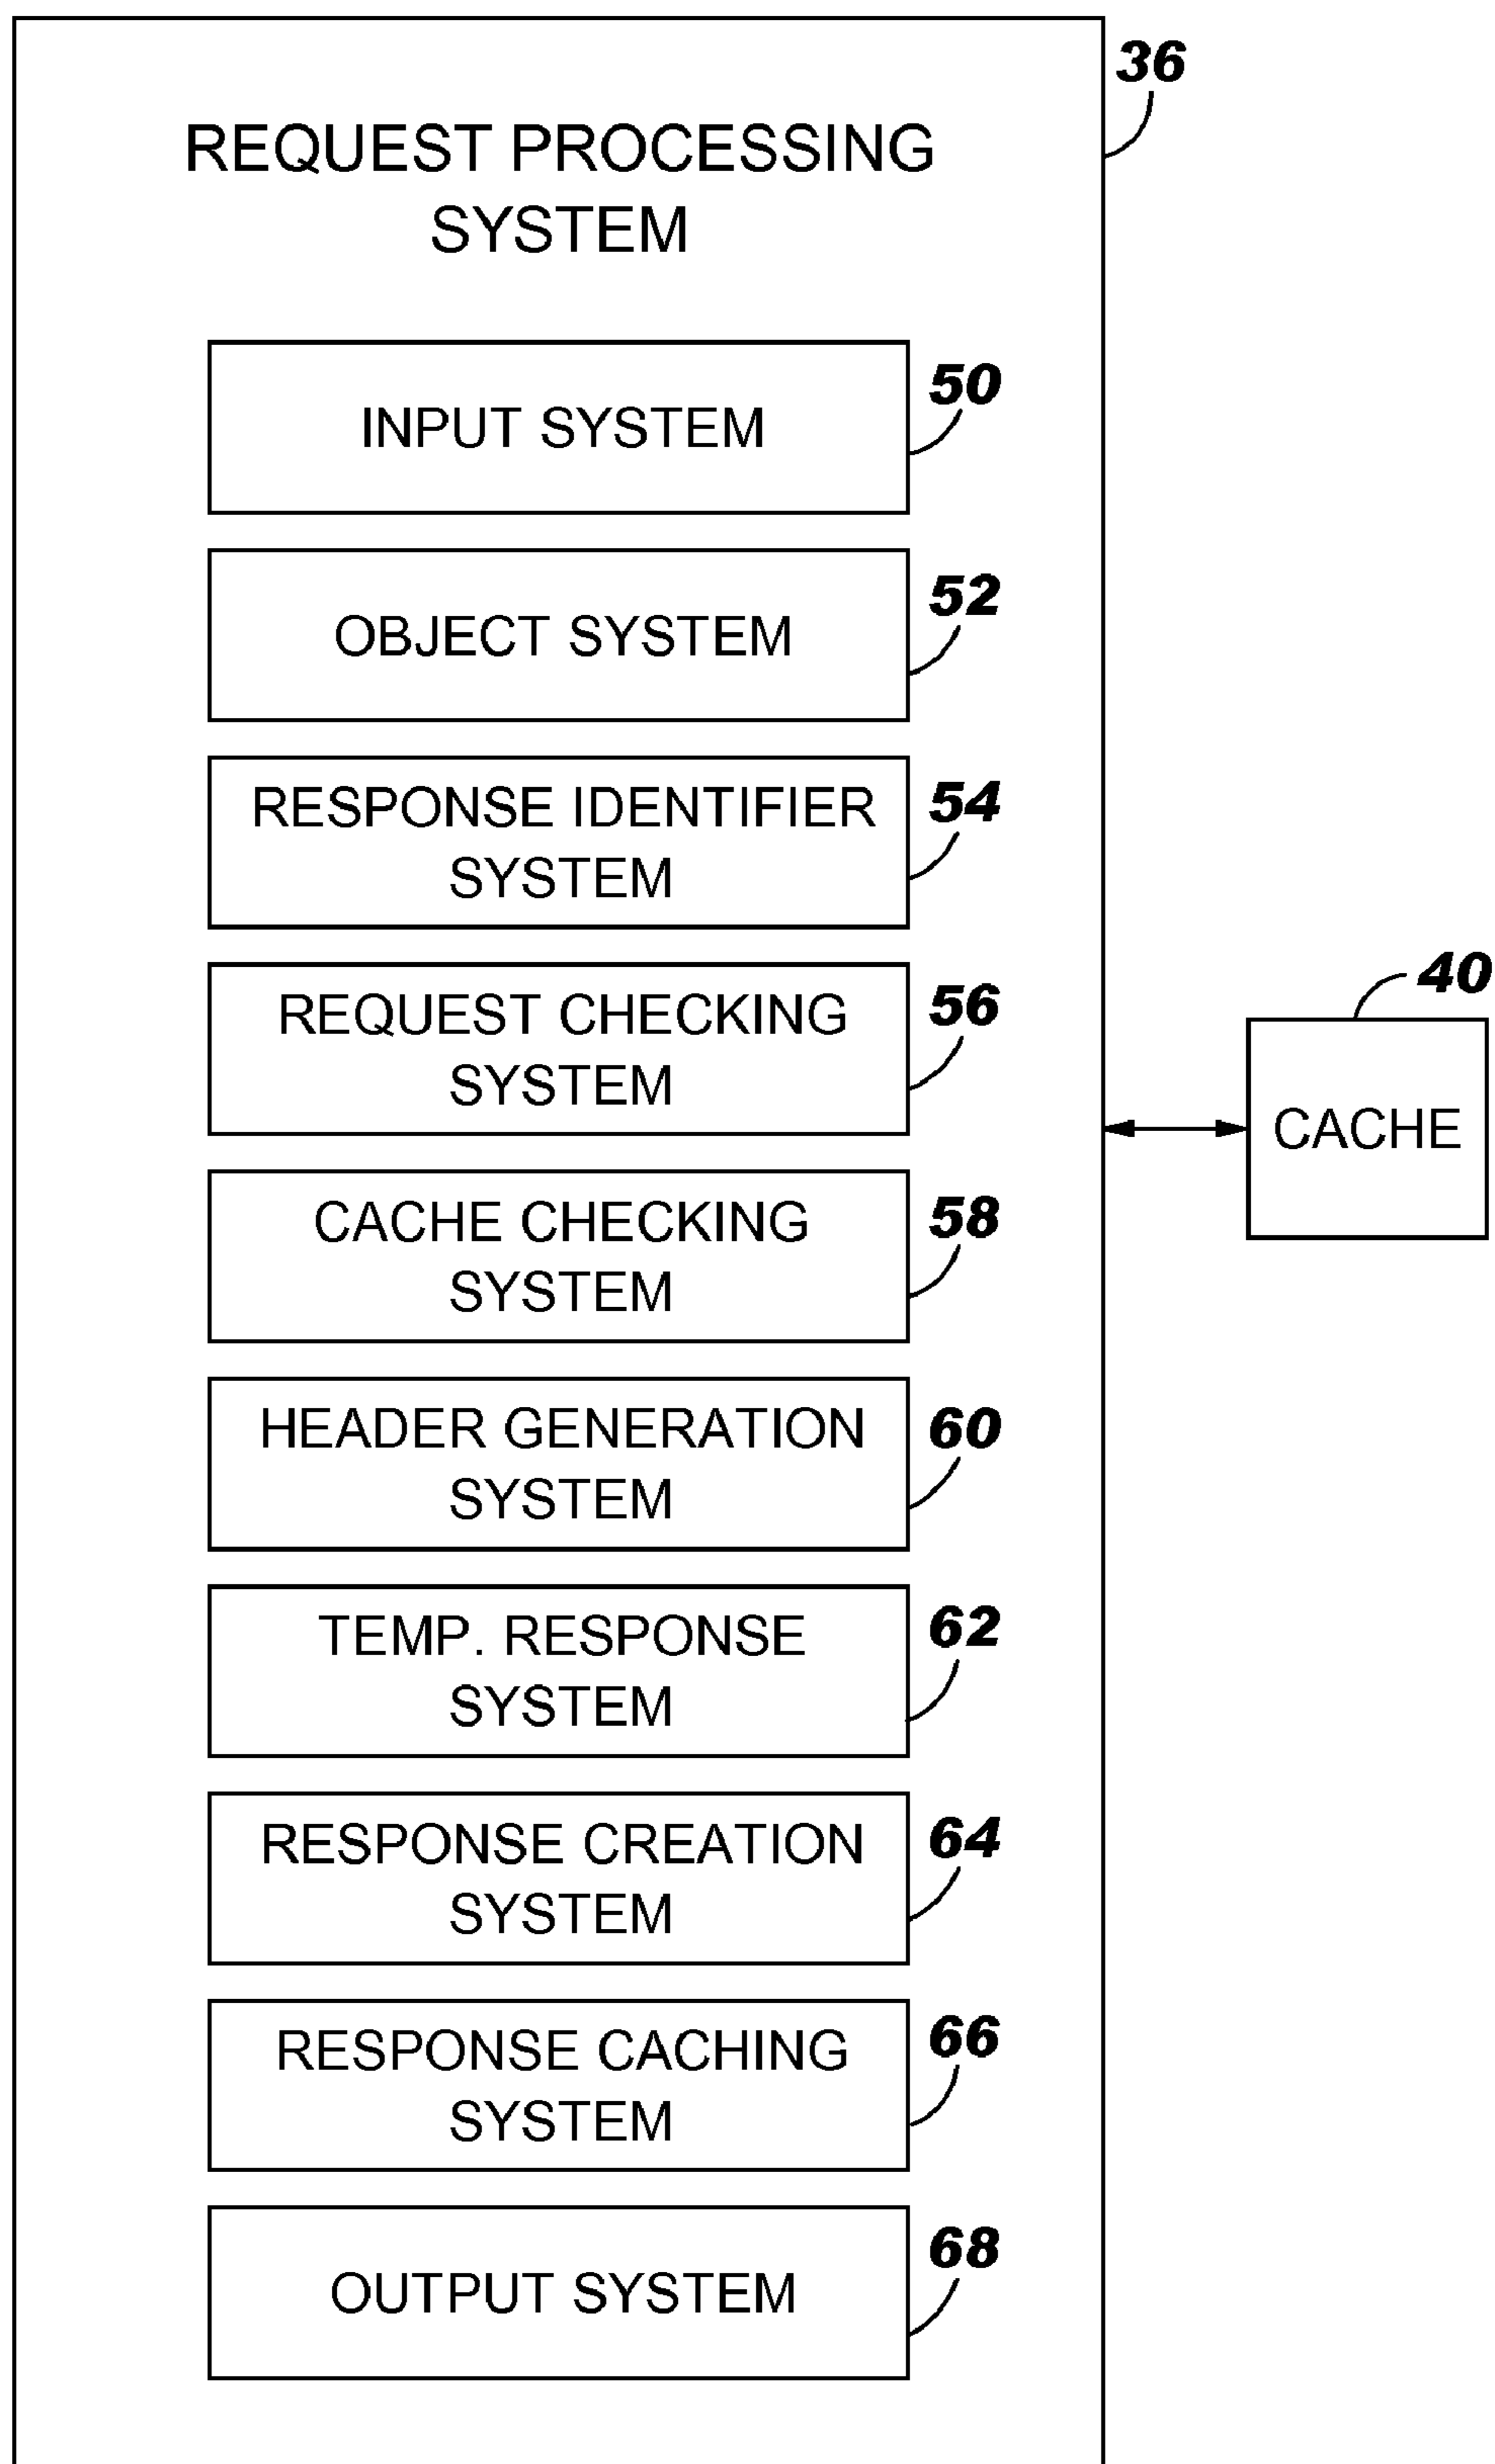 36
REQUEST PROCESSING
SYSTEM
INPUT SYSTEM
50
OBJECT SYSTEM
52
RESPONSE IDENTIFIER
SYSTEM
54
REQUEST CHECKING
SYSTEM
56
40
CACHE
CACHE CHECKING
SYSTEM
58
HEADER GENERATION
SYSTEM
60
TEMP. RESPONSE
SYSTEM
62
RESPONSE CREATION
SYSTEM
64
RESPONSE CACHING
SYSTEM
66
OUTPUT SYSTEM
68